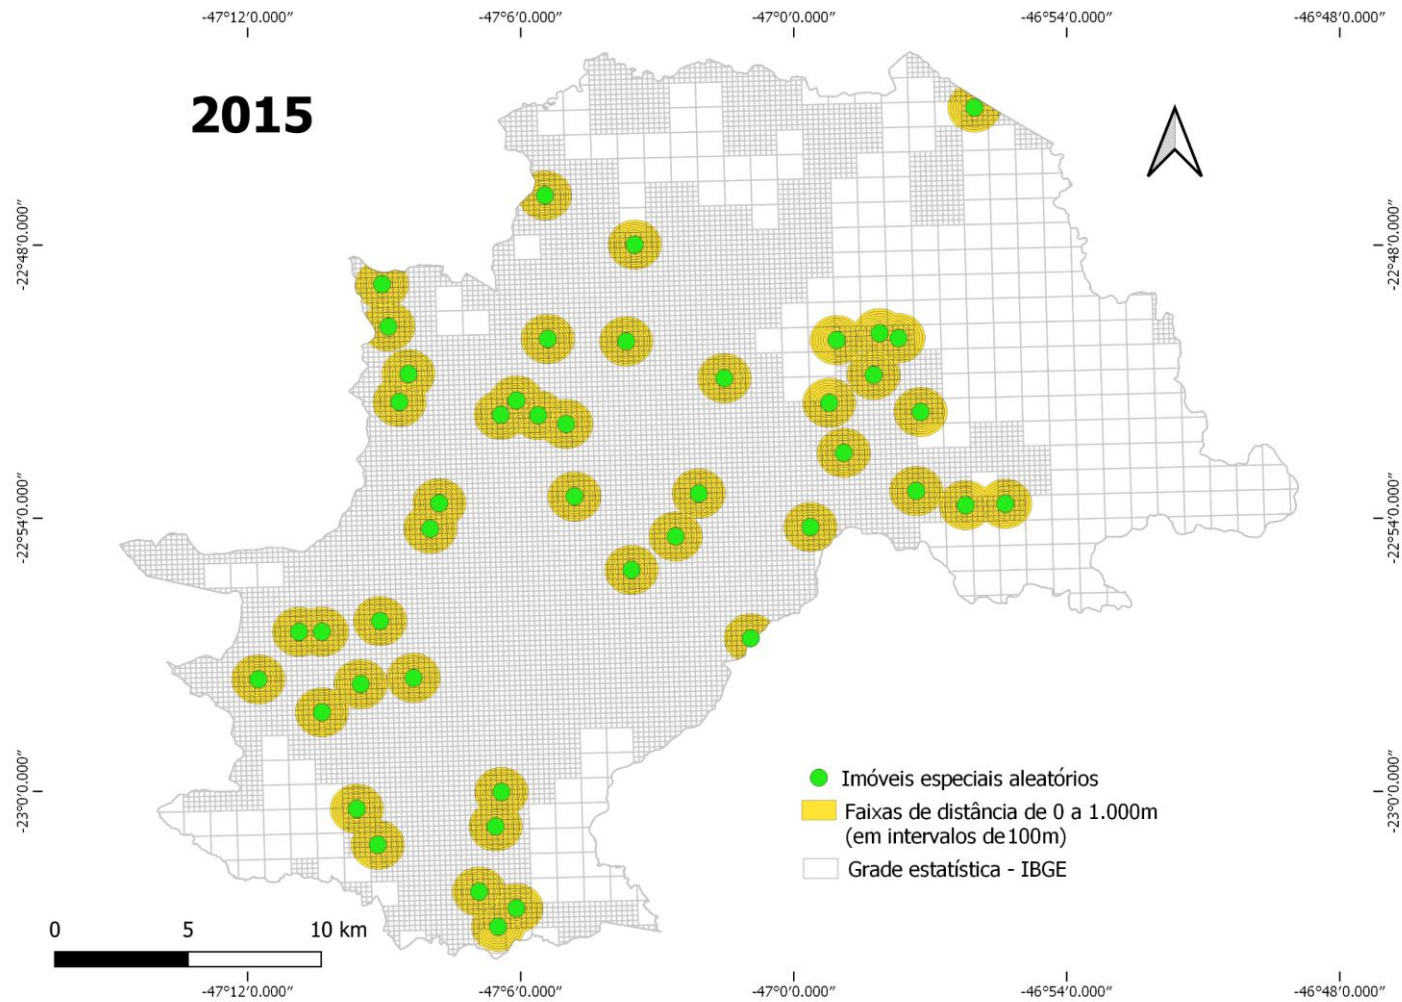 -47°12′0.000″ -47°6′0.000″ -47°0′0.000″ -46°54′0.000″ -46°48′0.000″
2015
-22°48′0.000″ -22°48′0.000″
-22°54′0.000″ -22°54′0.000″
-23°0′0.000″ -23°0′0.000″
Imóveis especiais aleatórios
Faixas de distância de 0 a 1.000m
(em intervalos de 100m)
Grade estatística - IBGE
0 5 10 km
-47°12′0.000″ -47°6′0.000″ -47°0′0.000″ -46°54′0.000″ -46°48′0.000″